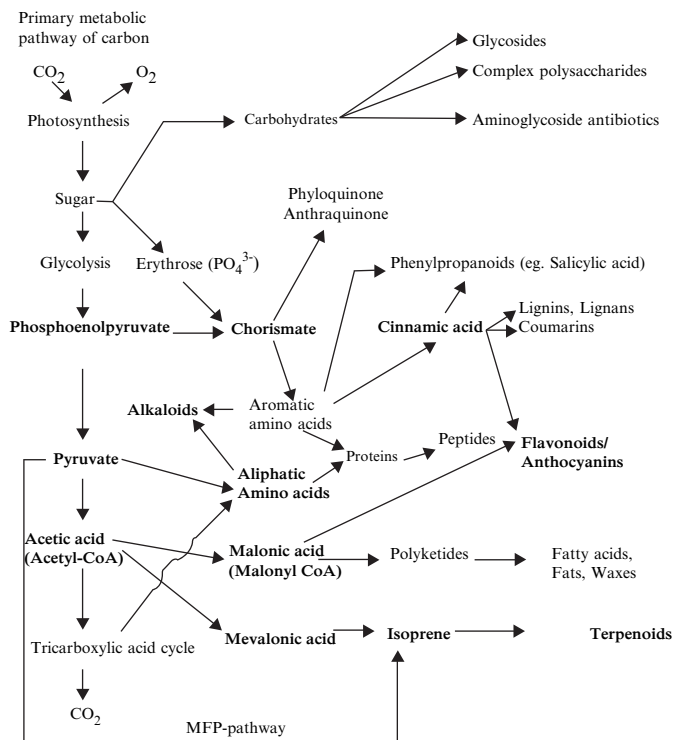 Primary metabolic
pathway of carbon
CO2 O2
Photosynthesis
Sugar
Glycolysis
Erythrose (PO4 3-)
Phosphoenolpyruvate
Pyruvate
Acetic acid
(Acetyl-CoA)
Tricarboxylic acid cycle
CO2
MFP-pathway
Carbohydrates
Glycosides
Complex polysaccharides
Aminoglycoside antibiotics
Phyloquinone
Anthraquinone
Chorismate
Phenylpropanoids (eg. Salicylic acid)
Cinnamic acid
Lignins, Lignans
Coumarins
Alkaloids
Aromatic
amino acids
Aliphatic
Amino acids
Proteins
Peptides
Flavonoids/
Anthocyanins
Malonic acid
(Malonyl CoA)
Polyketides
Fatty acids,
Fats, Waxes
Mevalonic acid
Isoprene
Terpenoids